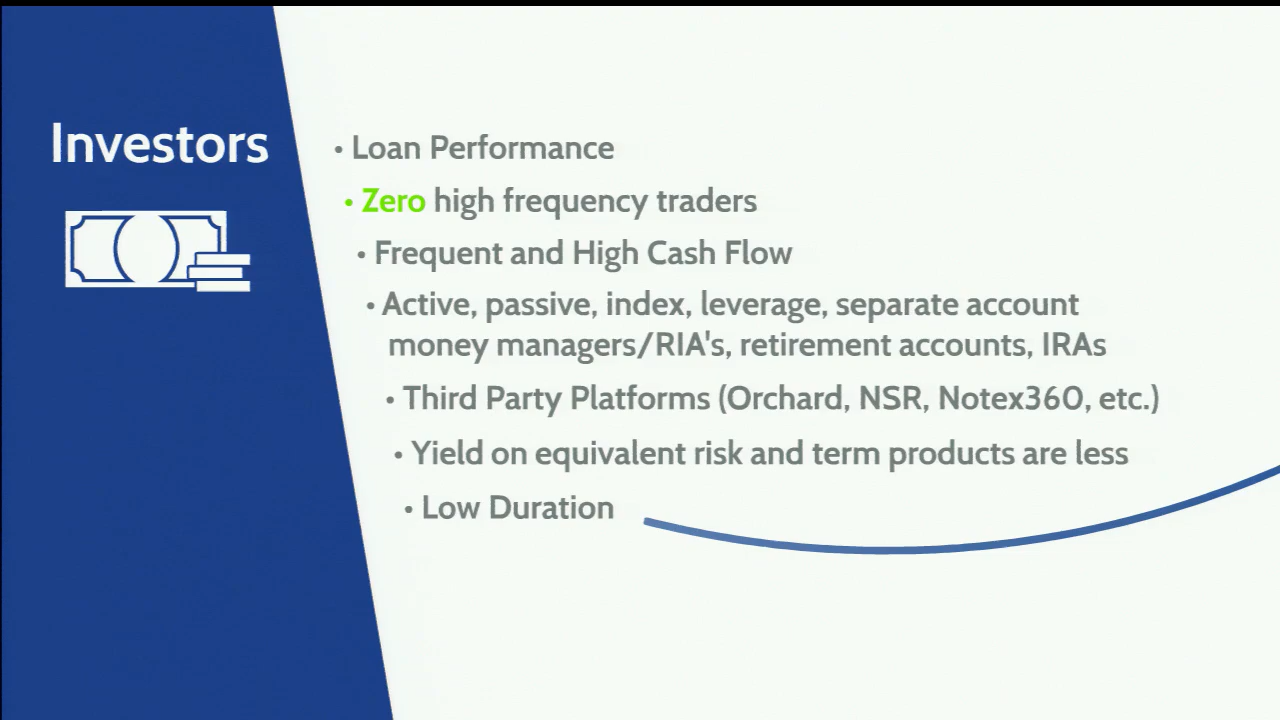 Investors
• Loan Performance
• Zero high frequency traders
• Frequent and High Cash Flow
• Active, passive, index, leverage, separate account
money managers/RIA's, retirement accounts, IRAs
• Third Party Platforms (Orchard, NSR, Notex360, etc.)
• Yield on equivalent risk and term products are less
• Low Duration